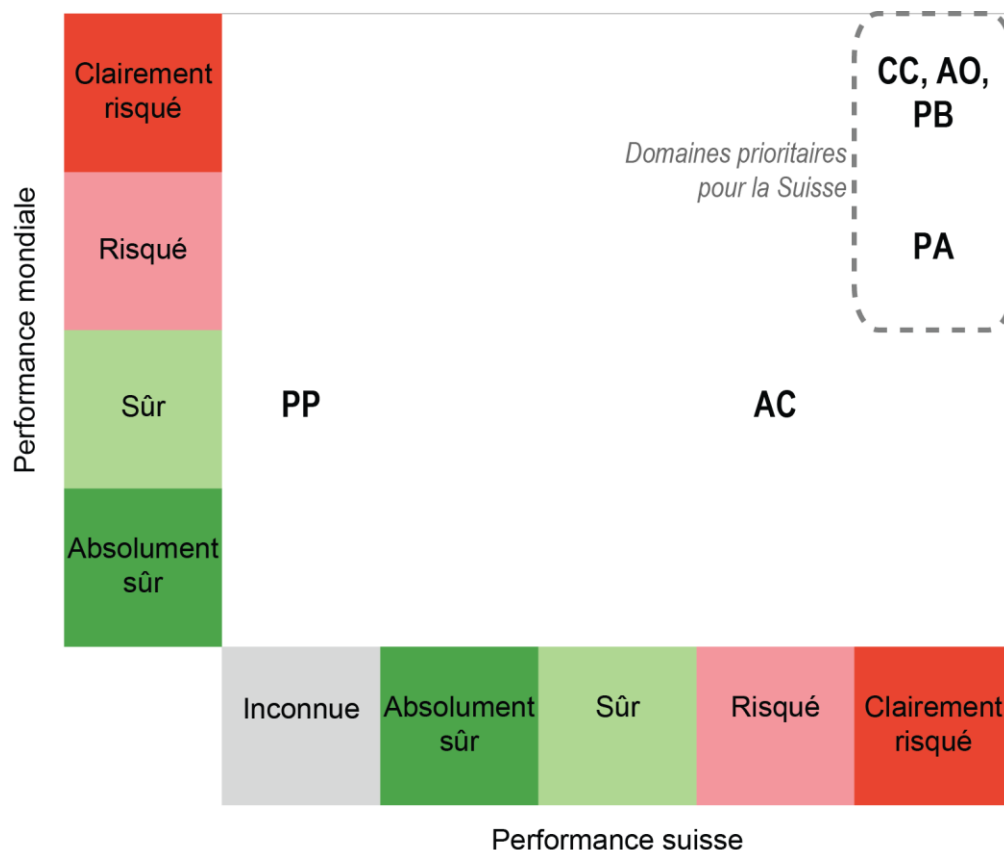 Performance mondiale
Clairement
risqué
CC, AO,
PB
Domaines prioritaires
pour la Suisse
Risqué
PA
Sûr
PP
AC
Absolument
sûr
Inconnue
Absolument
sûr
Sûr
Risqué
Clairement
risqué
Performance suisse